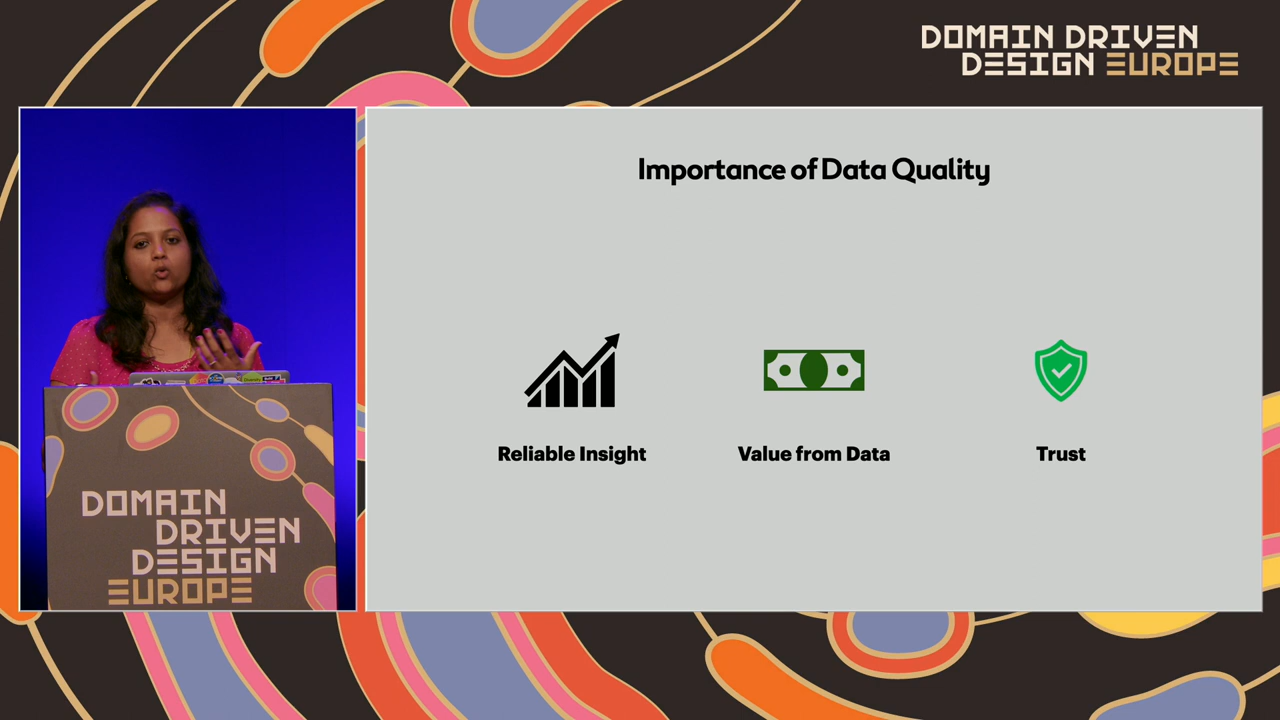 DOMAIN DRIVEN
DESIGN EUROPE
Importance of Data Quality
Reliable Insight
Value from Data
Trust
DOMAIN
DRIVEN
DESIGN
EUROPE